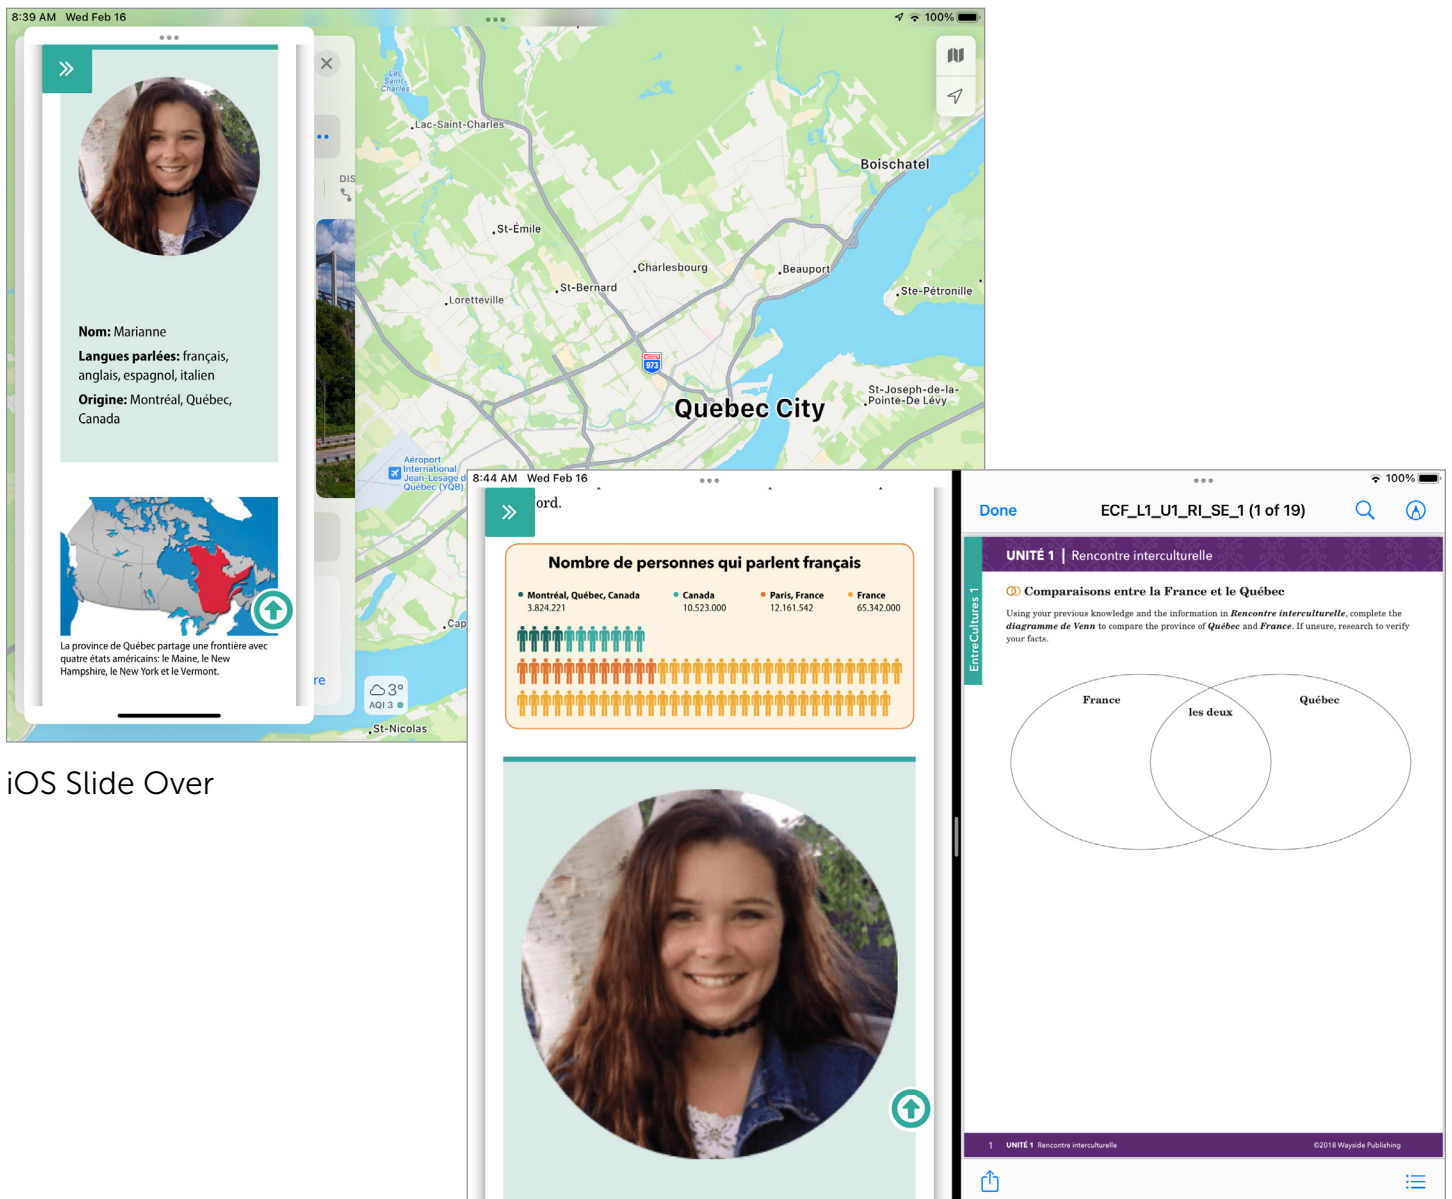 8:39 AM Wed Feb 16
100%
Nom: Marianne
Langues parlées: français,
anglais, espagnol, italien
Origine: Montréal, Québec,
Canada
La province de Québec partage une frontière avec
quatre états américains: le Maine, le New
Hampshire, le New York et le Vermont.
DIS
re
Lac
Saint-
Charles
Lac-Saint-Charles
Boischatel
St-Émile
Charlesbourg
Beauport
St-Bernard
Loretteville
Ste-Pétronille
973
St-Joseph-de-la-
Pointe-De Lévy
Quebec City
Aéroport
International
Jean-Lesage d
Québec (YQB)
Cap
3°
AQI 3
St-Nicolas
iOS Slide Over
8:44 AM Wed Feb 16
100%
ord.
Nombre de personnes qui parlent français
Montréal, Québec, Canada
3.824.221
Canada
10.523.000
Paris, France
12.161.542
France
65.342.000
Done
ECF_L1_U1_RI_SE_1 (1 of 19)
EntreCultures 1
UNITÉ 1 | Rencontre interculturelle
Comparaisons entre la France et le Québec
Using your previous knowledge and the information in Rencontre interculturelle, complete the
diagramme de Venn to compare the province of Québec and France. If unsure, research to verify
your facts.
France
les deux
Québec
1 UNITÉ 1 Rencontre interculturelle
©2018 Wayside Publishing